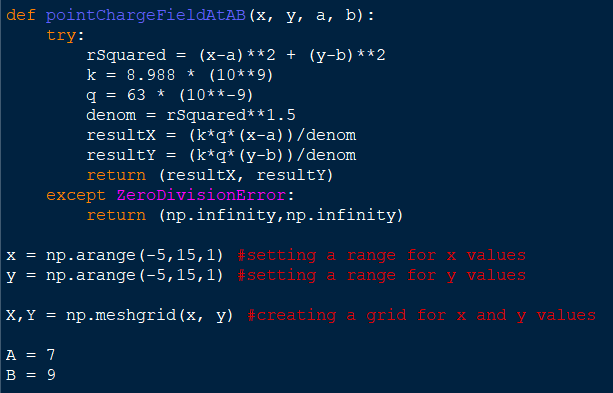 def pointChargeFieldAtAB(x, y, a, b):
    try:
        rSquared = (x-a)**2 + (y-b)**2
        k = 8.988 * (10**9)
        q = 63 * (10**-9)
        denom = rSquared**1.5
        resultX = (k*q*(x-a))/denom
        resultY = (k*q*(y-b))/denom
        return (resultX, resultY)
    except ZeroDivisionError:
        return (np.infinity,np.infinity)
x = np.arange(-5,15,1) #setting a range for x values
y = np.arange(-5,15,1) #setting a range for y values
X,Y = np.meshgrid(x, y) #creating a grid for x and y values
A = 7
B = 9